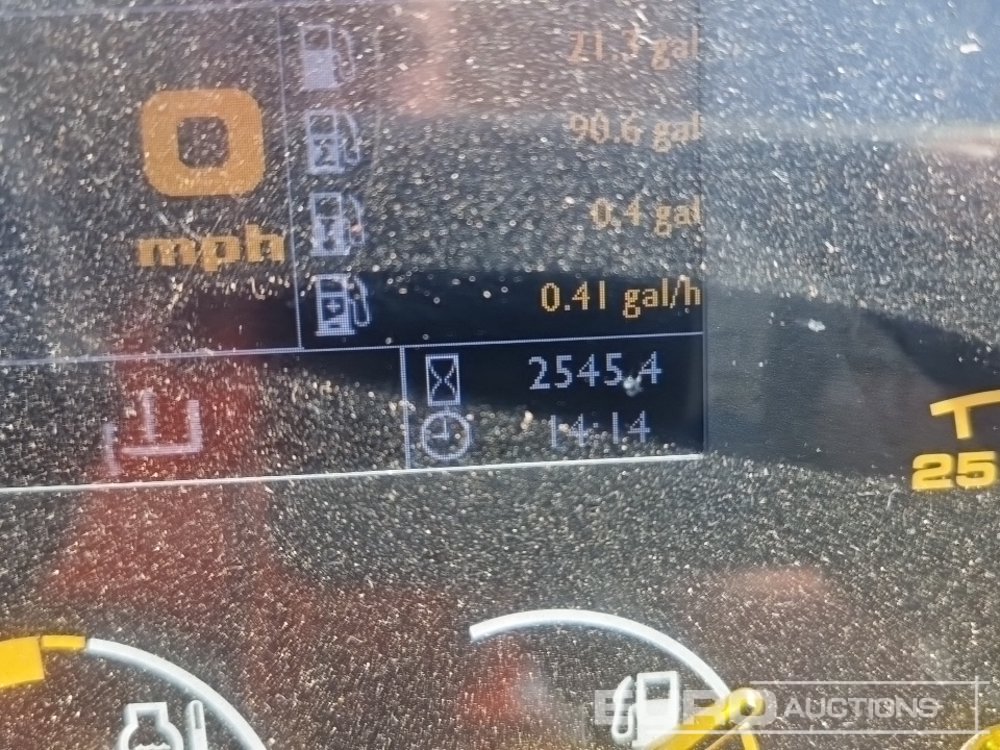 21.3 gal
90.6 gal
0
mph
0.4 gal
0.41 gal/h
2545.4
14:14
25
EURO AUCTIONS